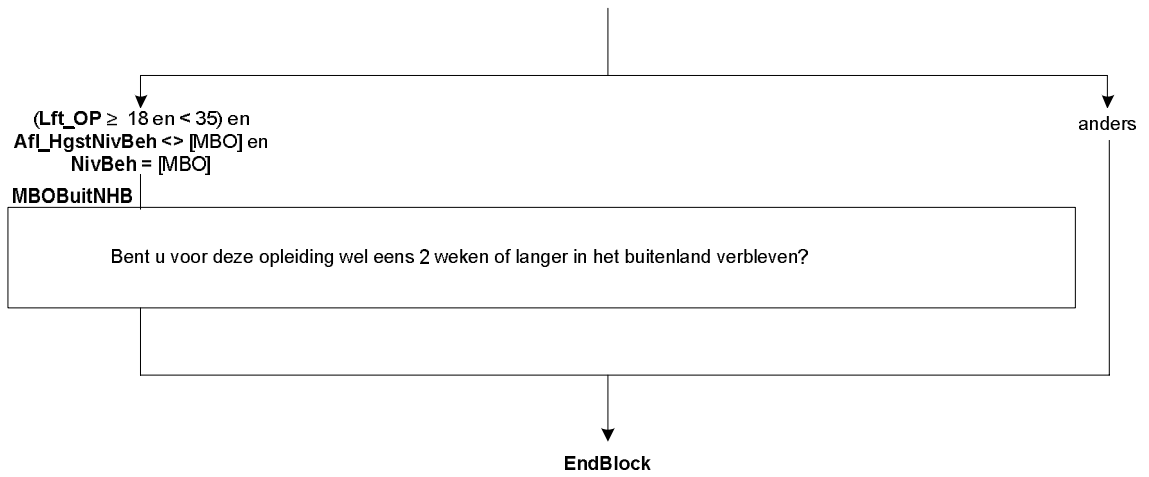 (Lft_OP ≥ 18 en < 35) en
Afl_HgstNivBeh <> [MBO] en
NivBeh = [MBO]
anders
MBOBuitNHB
Bent u voor deze opleiding wel eens 2 weken of langer in het buitenland verbleven?
EndBlock